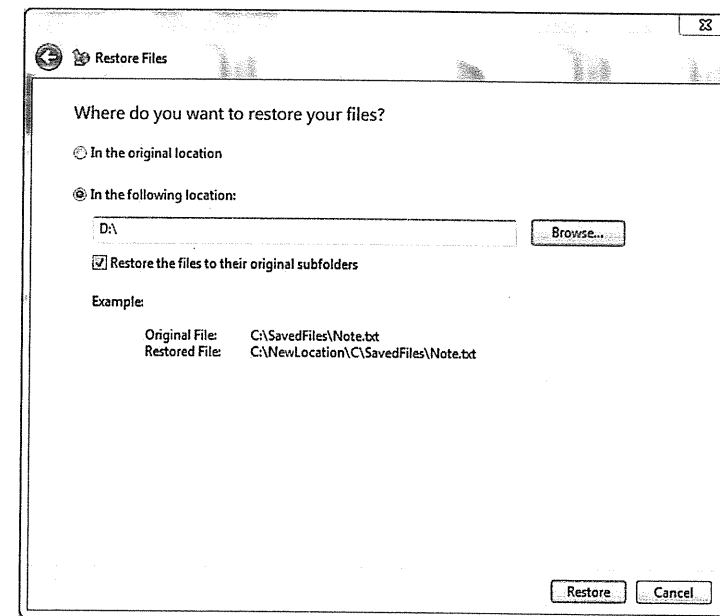 Restore Files
Where do you want to restore your files?
In the original location
In the following location:
D:\
Browse...
Restore the files to their original subfolders
Example:
Original File: C:\SavedFiles\Note.txt
Restored File: C:\NewLocation\C\SavedFiles\Note.txt
Restore Cancel